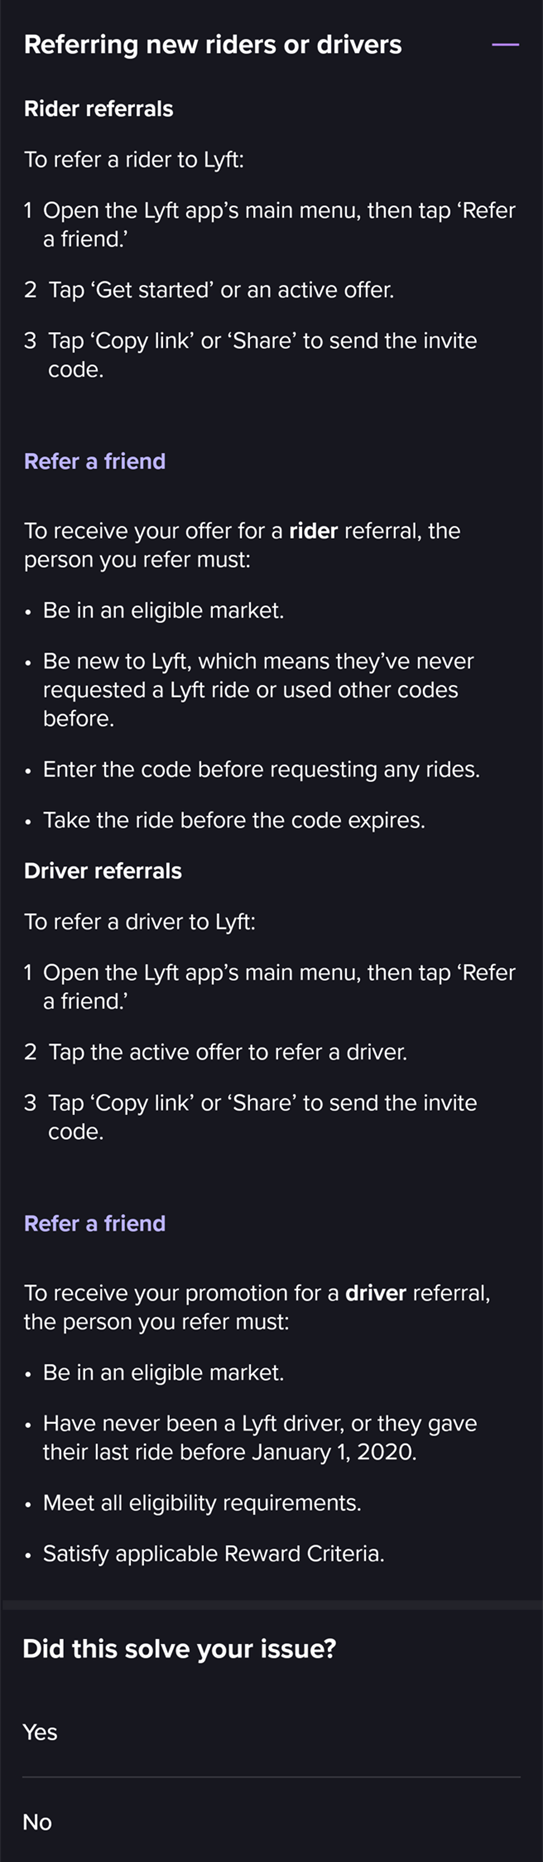 Referring new riders or drivers
Rider referrals
To refer a rider to Lyft:
1 Open the Lyft app’s main menu, then tap ‘Refer
a friend.’
2 Tap ‘Get started’ or an active offer.
3 Tap ‘Copy link’ or ‘Share’ to send the invite
code.
Refer a friend
To receive your offer for a rider referral, the
person you refer must:
• Be in an eligible market.
• Be new to Lyft, which means they’ve never
requested a Lyft ride or used other codes
before.
• Enter the code before requesting any rides.
• Take the ride before the code expires.
Driver referrals
To refer a driver to Lyft:
1 Open the Lyft app’s main menu, then tap ‘Refer
a friend.’
2 Tap the active offer to refer a driver.
3 Tap ‘Copy link’ or ‘Share’ to send the invite
code.
Refer a friend
To receive your promotion for a driver referral,
the person you refer must:
• Be in an eligible market.
• Have never been a Lyft driver, or they gave
their last ride before January 1, 2020.
• Meet all eligibility requirements.
• Satisfy applicable Reward Criteria.
Did this solve your issue?
Yes
No